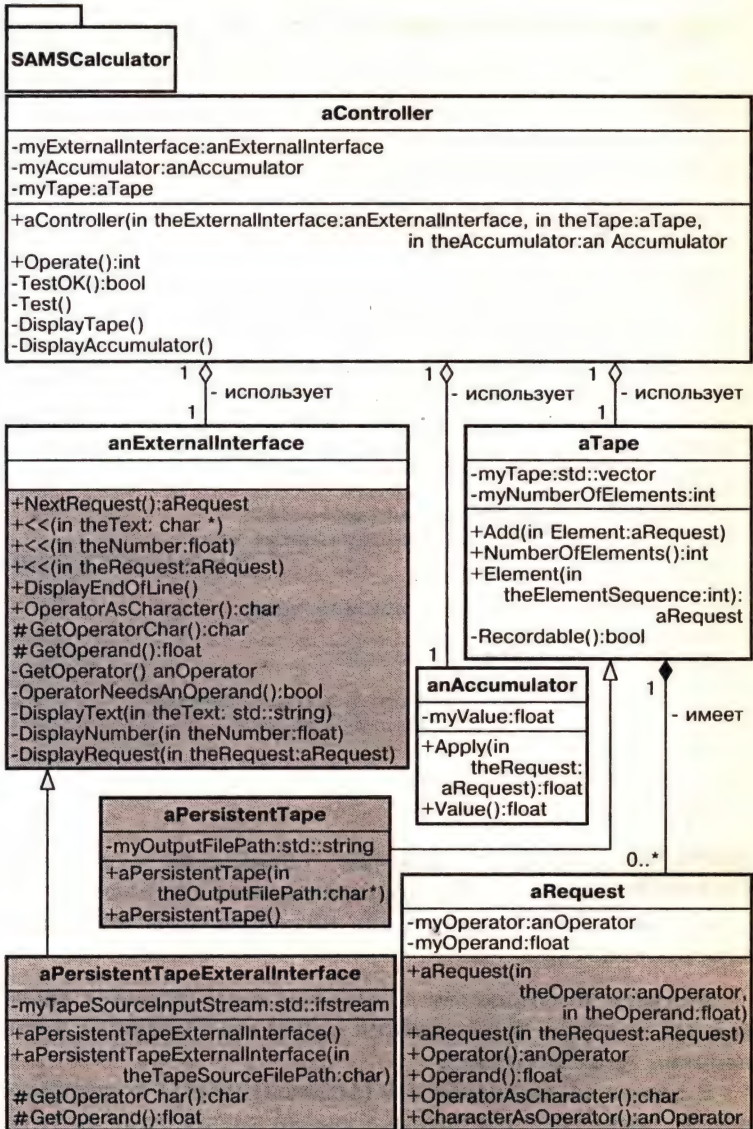 SAMSCalculator
aController
-myExternalInterface:anExternalInterface
-myAccumulator:anAccumulator
-myTape:aTape
+aController(in theExternalInterface:anExternalInterface, in theTape:aTape,
in theAccumulator:an Accumulator
+Operate():int
-TestOK():bool
-Test()
-DisplayTape()
-DisplayAccumulator()
1
- использует
1
1
- использует
1
- использует
1
anExternalInterface
+NextRequest():aRequest
+<<(in theText: char *)
+<<(in theNumber:float)
+<<(in theRequest:aRequest)
+DisplayEndOfLine()
+OperatorAsCharacter():char
#GetOperatorChar():char
#GetOperand():float
-GetOperator() anOperator
-OperatorNeedsAnOperand():bool
-DisplayText(in theText: std::string)
-DisplayNumber(in theNumber:float)
-DisplayRequest(in theRequest:aRequest)
aTape
-myTape:std::vector
-myNumberOfElements:int
+Add(in Element:aRequest)
+NumberOfElements():int
+Element(in
theElementSequence:int):
aRequest
-Recordable():bool
1
anAccumulator
-myValue:float
+Apply(in
theRequest:
aRequest):float
+Value():float
1
- имеет
0..*
aPersistentTape
-myOutputFilePath:std::string
+aPersistentTape(in
theOutputFilePath:char*)
+aPersistentTape()
aPersistentTapeExteralInterface
-myTapeSourceInputStream:std::ifstream
+aPersistentTapeExternalInterface()
+aPersistentTapeExternalInterface(in
theTapeSourceFilePath:char)
#GetOperatorChar():char
#GetOperand():float
aRequest
-myOperator:anOperator
-myOperand:float
+aRequest(in
theOperator:anOperator,
in theOperand:float)
+aRequest(in theRequest:aRequest)
+Operator():anOperator
+Operand():float
+OperatorAsCharacter():char
+CharacterAsOperator():anOperator